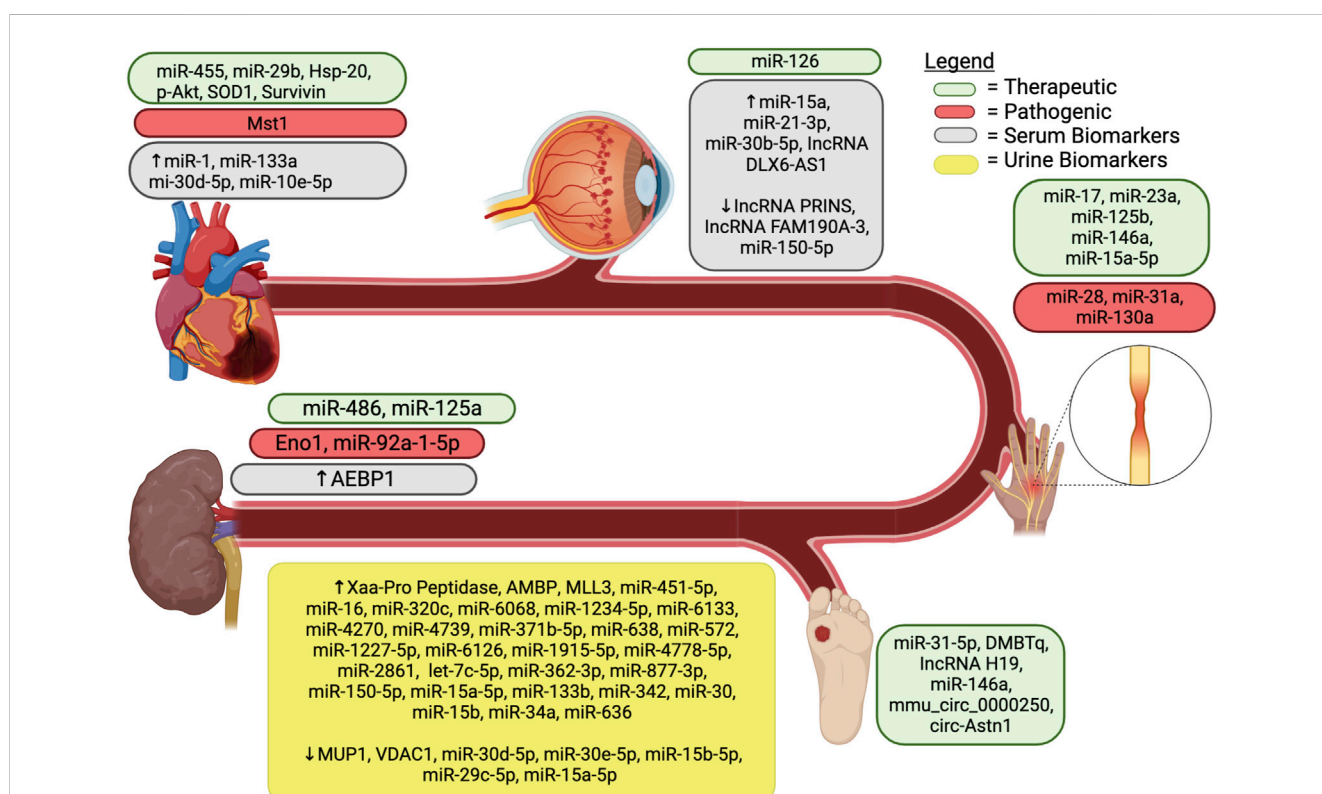 miR-455, miR-29b, Hsp-20,
p-Akt, SOD1, Survivin
Mst1
↑miR-1, miR-133a
mi-30d-5p, miR-10e-5p
miR-126
↑miR-15a,
miR-21-3p,
miR-30b-5p, lncRNA
DLX6-AS1
↓lncRNA PRINS,
lncRNA FAM190A-3,
miR-150-5p
Legend
= Therapeutic
= Pathogenic
= Serum Biomarkers
= Urine Biomarkers
miR-17, miR-23a,
miR-125b,
miR-146a,
miR-15a-5p
miR-28, miR-31a,
miR-130a
miR-486, miR-125a
Eno1, miR-92a-1-5p
↑AEBP1
↑Xaa-Pro Peptidase, AMBP, MLL3, miR-451-5p,
miR-16, miR-320c, miR-6068, miR-1234-5p, miR-6133,
miR-4270, miR-4739, miR-371b-5p, miR-638, miR-572,
miR-1227-5p, miR-6126, miR-1915-5p, miR-4778-5p,
miR-2861, let-7c-5p, miR-362-3p, miR-877-3p,
miR-150-5p, miR-15a-5p, miR-133b, miR-342, miR-30,
miR-15b, miR-34a, miR-636
↓MUP1, VDAC1, miR-30d-5p, miR-30e-5p, miR-15b-5p,
miR-29c-5p, miR-15a-5p
miR-31-5p, DMBTq,
lncRNA H19,
miR-146a,
mmu_circ_0000250,
circ-Astn1